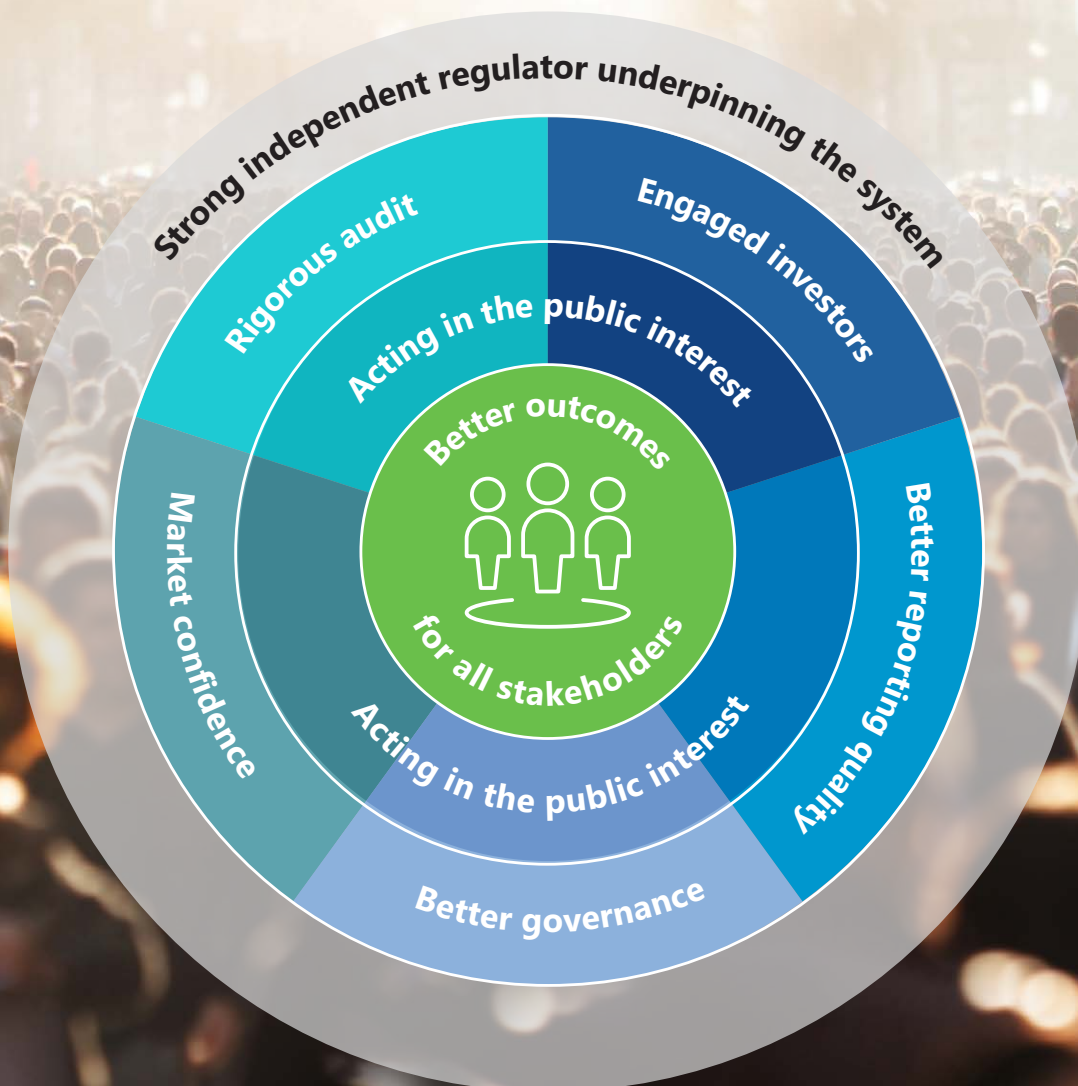 Strong independent regulator underpinning the system
Rigorous audit
Engaged investors
Better reporting quality
Better governance
Market confidence
Acting in the public interest
Acting in the public interest
Better outcomes
for all stakeholders